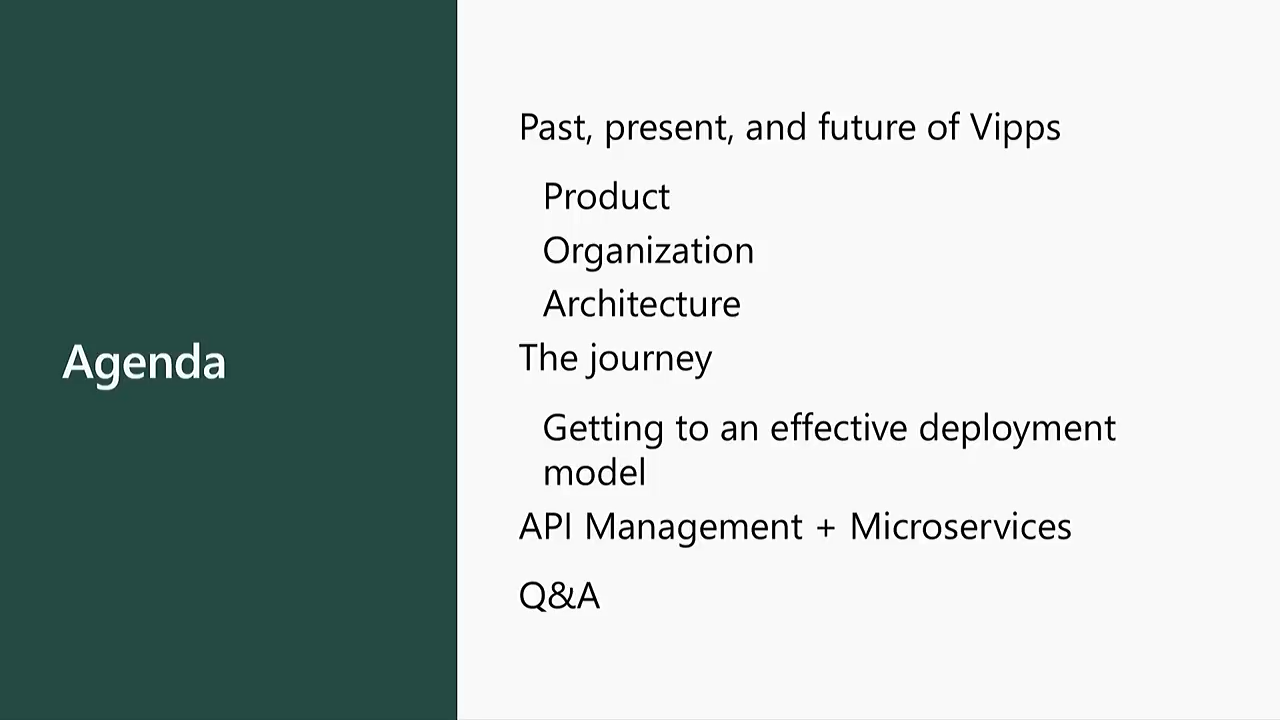 Agenda
Past, present, and future of Vipps
Product
Organization
Architecture
The journey
Getting to an effective deployment
model
API Management + Microservices
Q&A